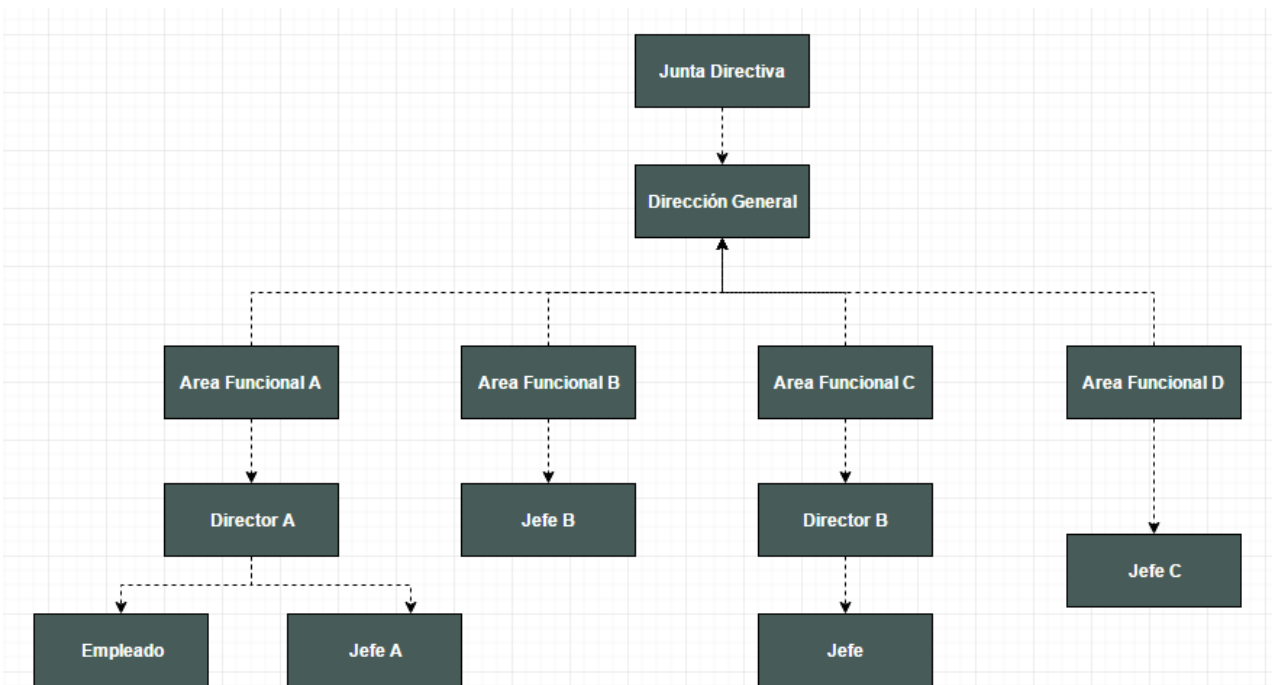 Junta Directiva
Dirección General
Area Funcional A
Area Funcional B
Area Funcional C
Area Funcional D
Director A
Jefe B
Director B
Jefe C
Empleado
Jefe A
Jefe